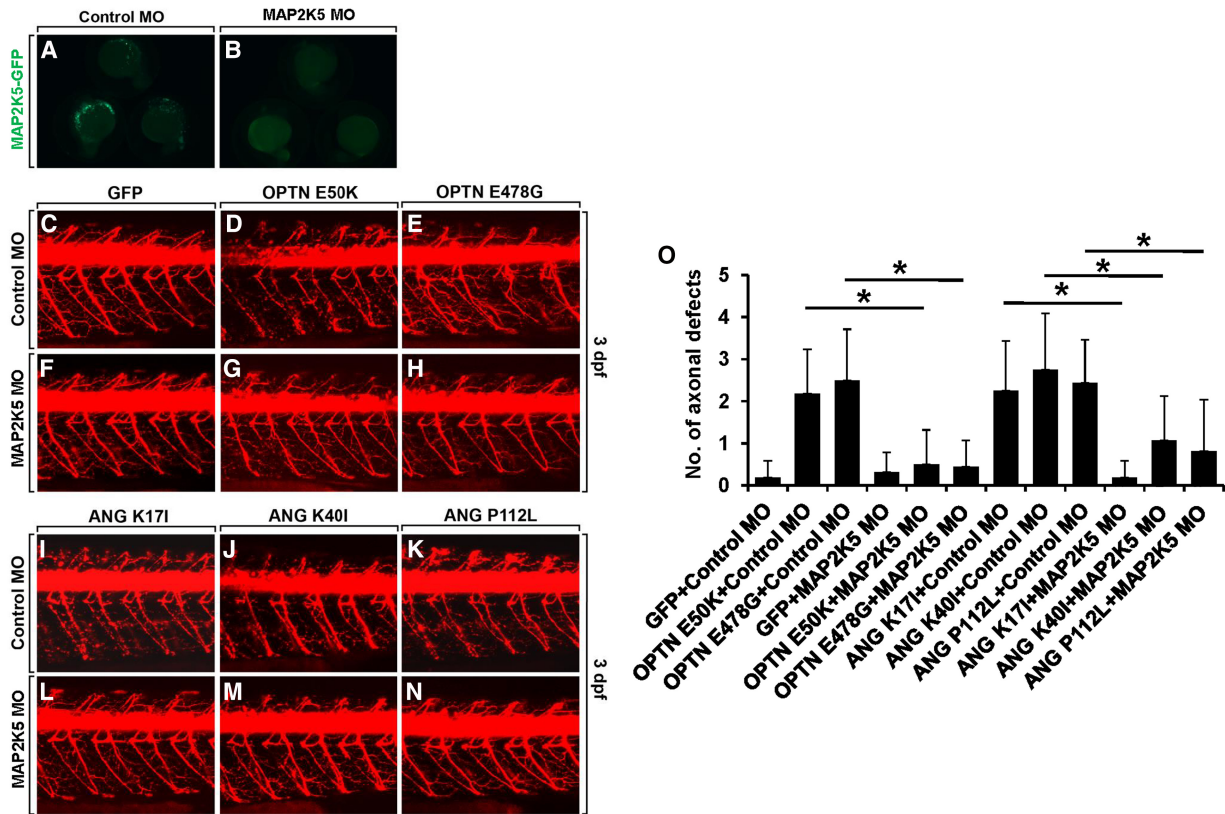 Control MO
MAP2K5 MO
MAP2K5-GFP
A
B
GFP
OPTN E50K
OPTN E478G
Control MO
C
D
E
MAP2K5 MO
F
G
H
3 dpf
ANG K17I
ANG K40I
ANG P112L
Control MO
I
J
K
MAP2K5 MO
L
M
N
3 dpf
O
No. of axonal defects
5
4
3
2
1
0
*
*
*
*
*
GFP+Control MO
OPTN E50K+Control MO
OPTN E478G+Control MO
GFP+MAP2K5 MO
OPTN E50K+MAP2K5 MO
OPTN E478G+MAP2K5 MO
ANG K17I+Control MO
ANG K40I+Control MO
ANG P112L+Control MO
ANG K17I+MAP2K5 MO
ANG K40I+MAP2K5 MO
ANG P112L+MAP2K5 MO